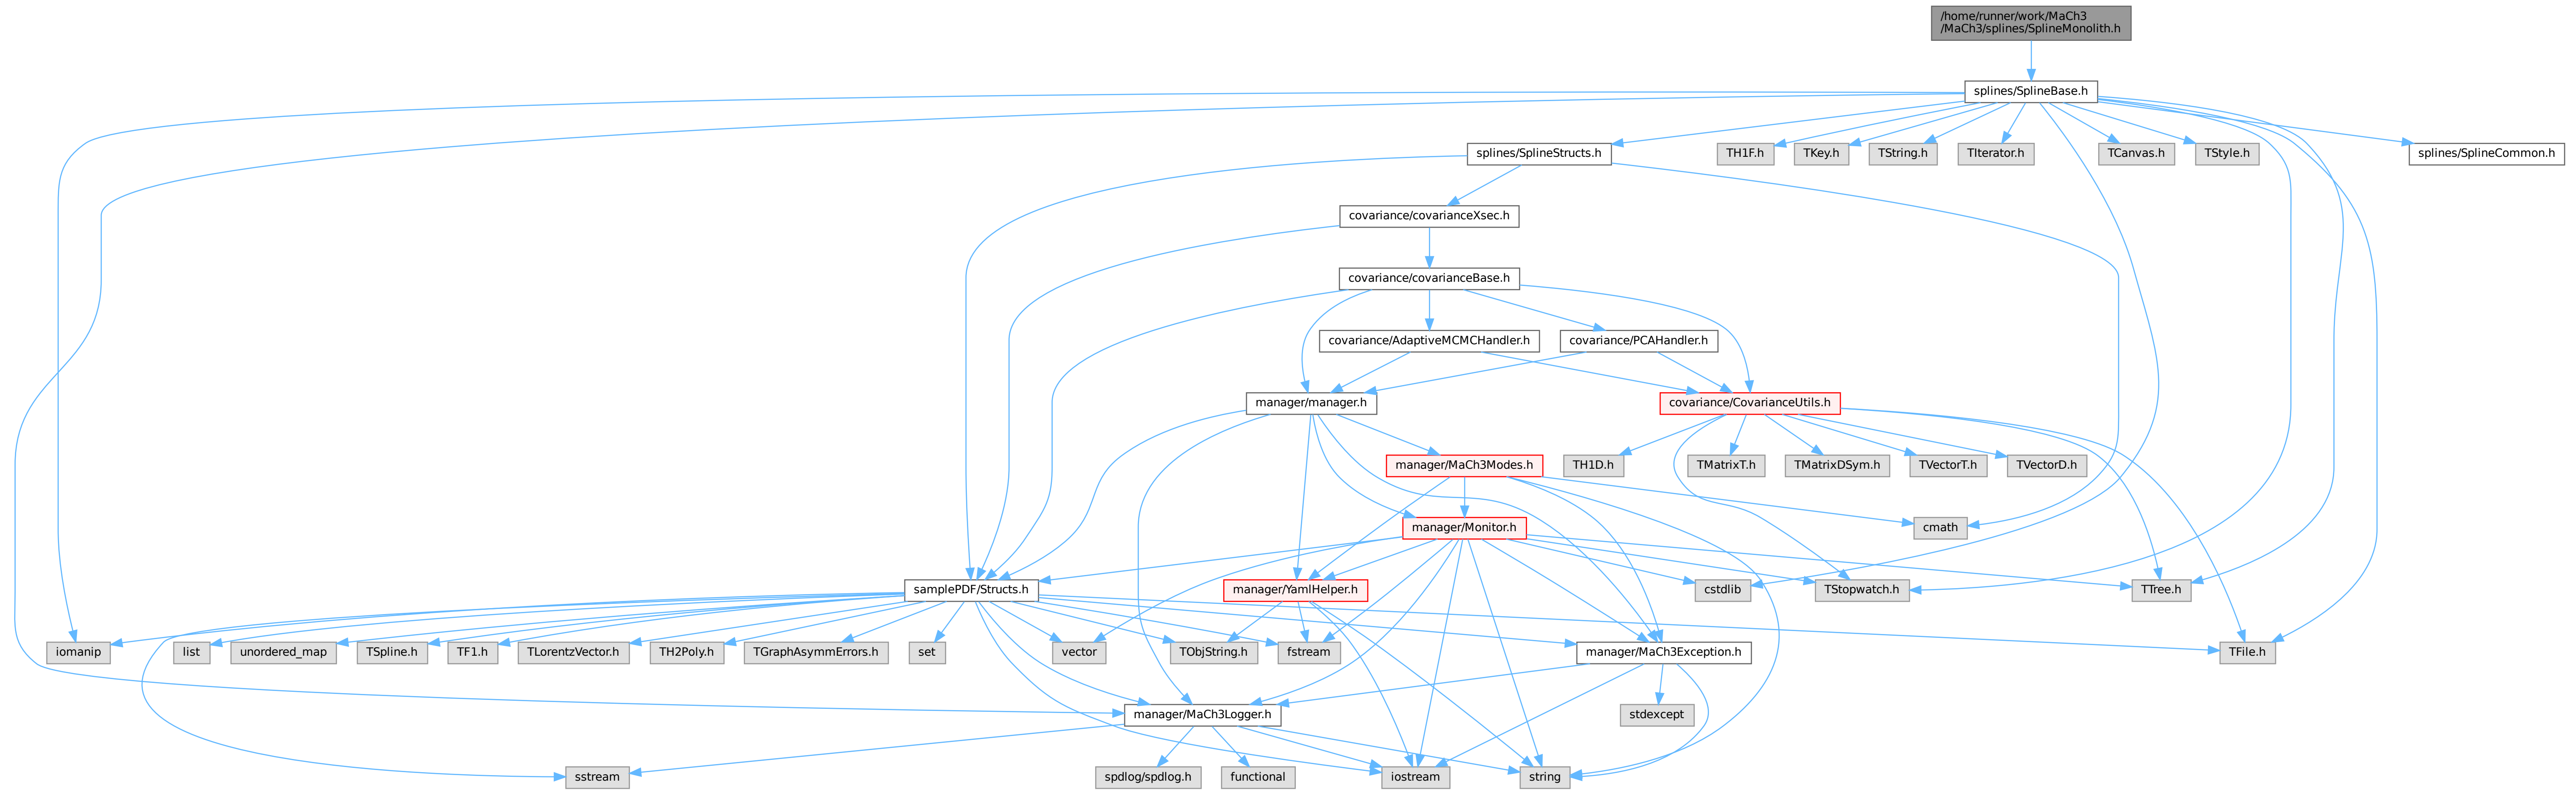 /home/runner/work/MaCh3
/MaCh3/splines/SplineMonolith.h
splines/SplineBase.h
splines/SplineStructs.h
TH1F.h
TKey.h
TString.h
TIterator.h
TCanvas.h
TStyle.h
splines/SplineCommon.h
covariance/covarianceXsec.h
covariance/covarianceBase.h
covariance/AdaptiveMCMCHandler.h
covariance/PCAHandler.h
manager/manager.h
covariance/CovarianceUtils.h
manager/MaCh3Modes.h
TH1D.h
TMatrixT.h
TMatrixDSym.h
TVectorT.h
TVectorD.h
manager/Monitor.h
cmath
samplePDF/Structs.h
manager/YamlHelper.h
cstdlib
TStopwatch.h
TTree.h
iomanip
list
unordered_map
TSpline.h
TF1.h
TLorentzVector.h
TH2Poly.h
TGraphAsymmErrors.h
set
vector
TObjString.h
fstream
manager/MaCh3Exception.h
TFile.h
manager/MaCh3Logger.h
stdexcept
sstream
spdlog/spdlog.h
functional
iostream
string